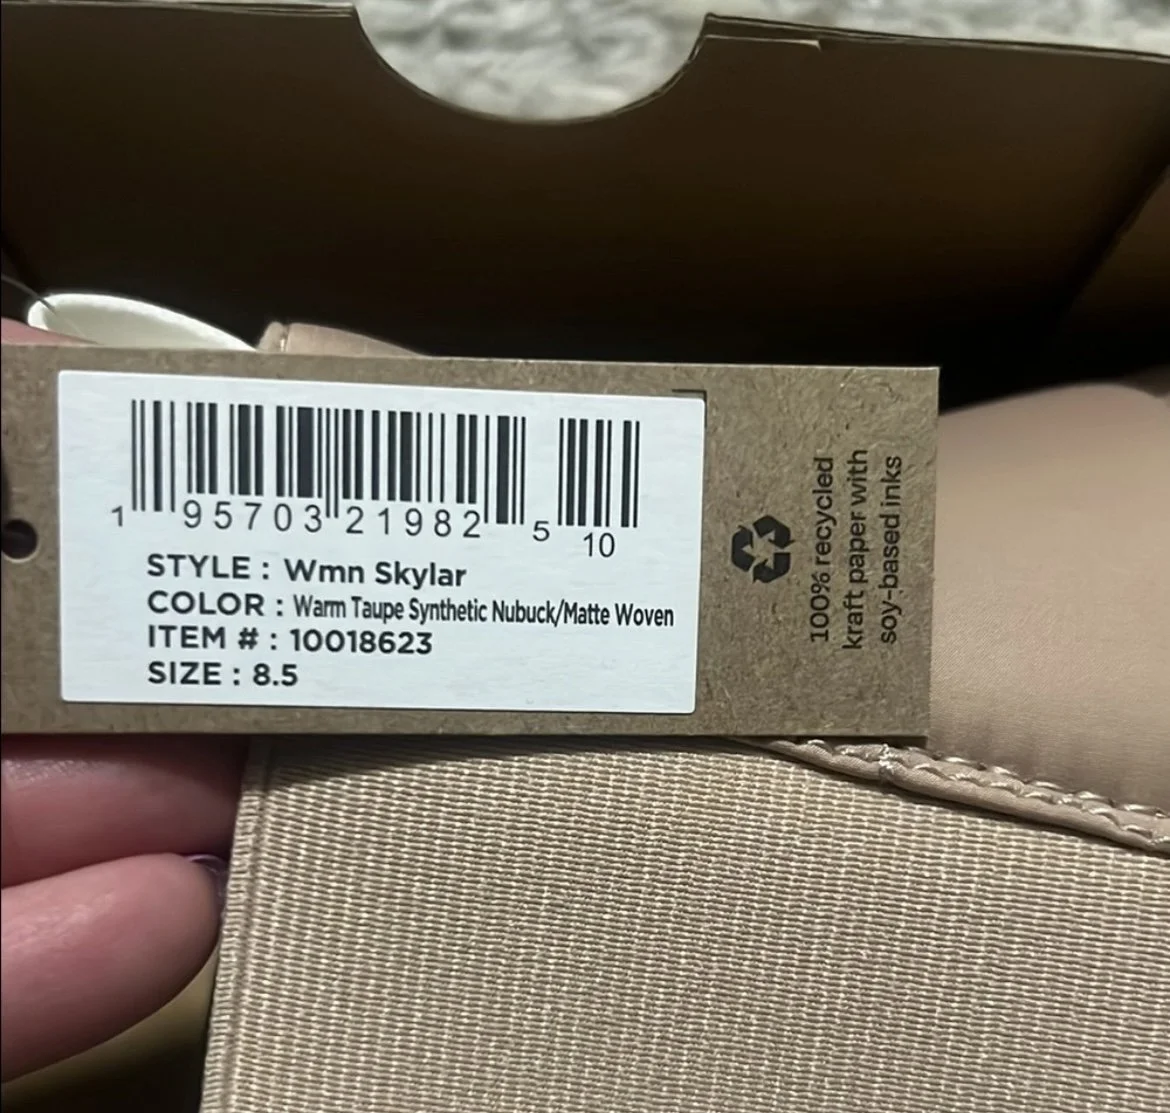 1 95703 21982 5 10
STYLE : Wmn Skylar
COLOR : Warm Taupe Synthetic Nubuck/Matte Woven
ITEM # : 10018623
SIZE : 8.5
100% recycled
kraft paper with
soy-based inks